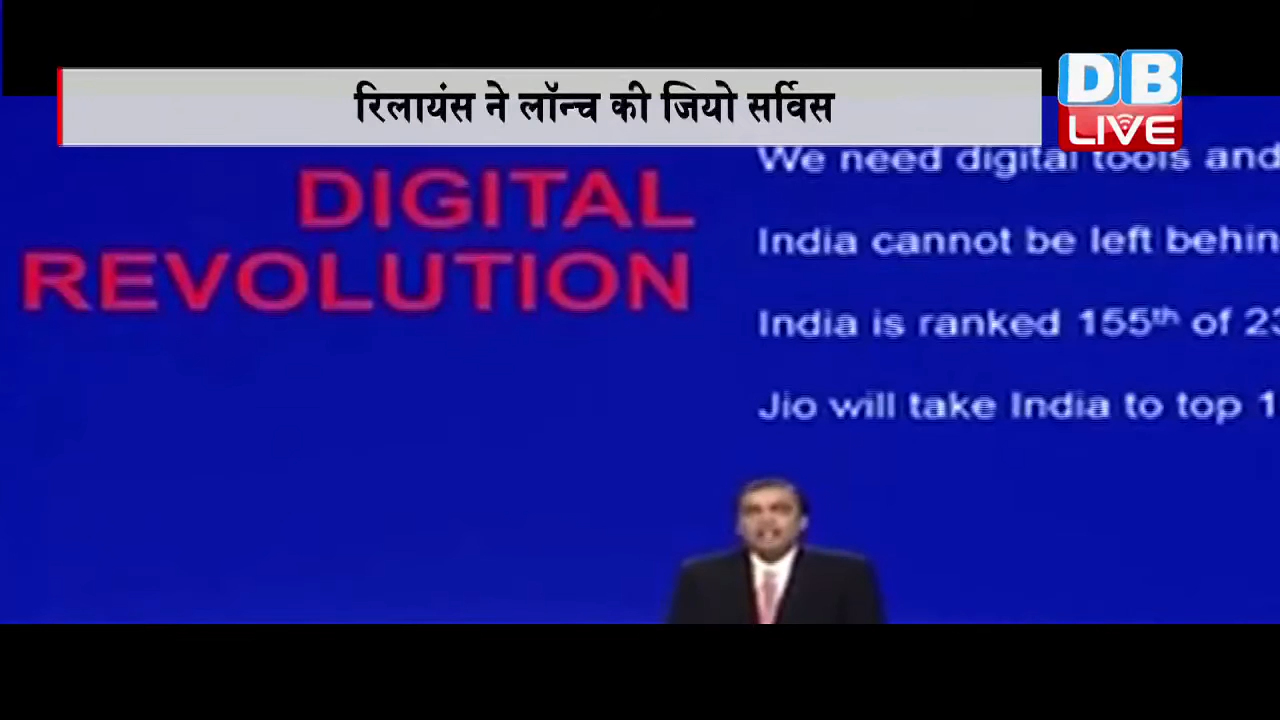 रिलायंस ने लॉन्च की जियो सर्विस
DB
LIVE
DIGITAL
REVOLUTION
We need digital tools and
India cannot be left behin
India is ranked 155th of 23
Jio will take India to top 1